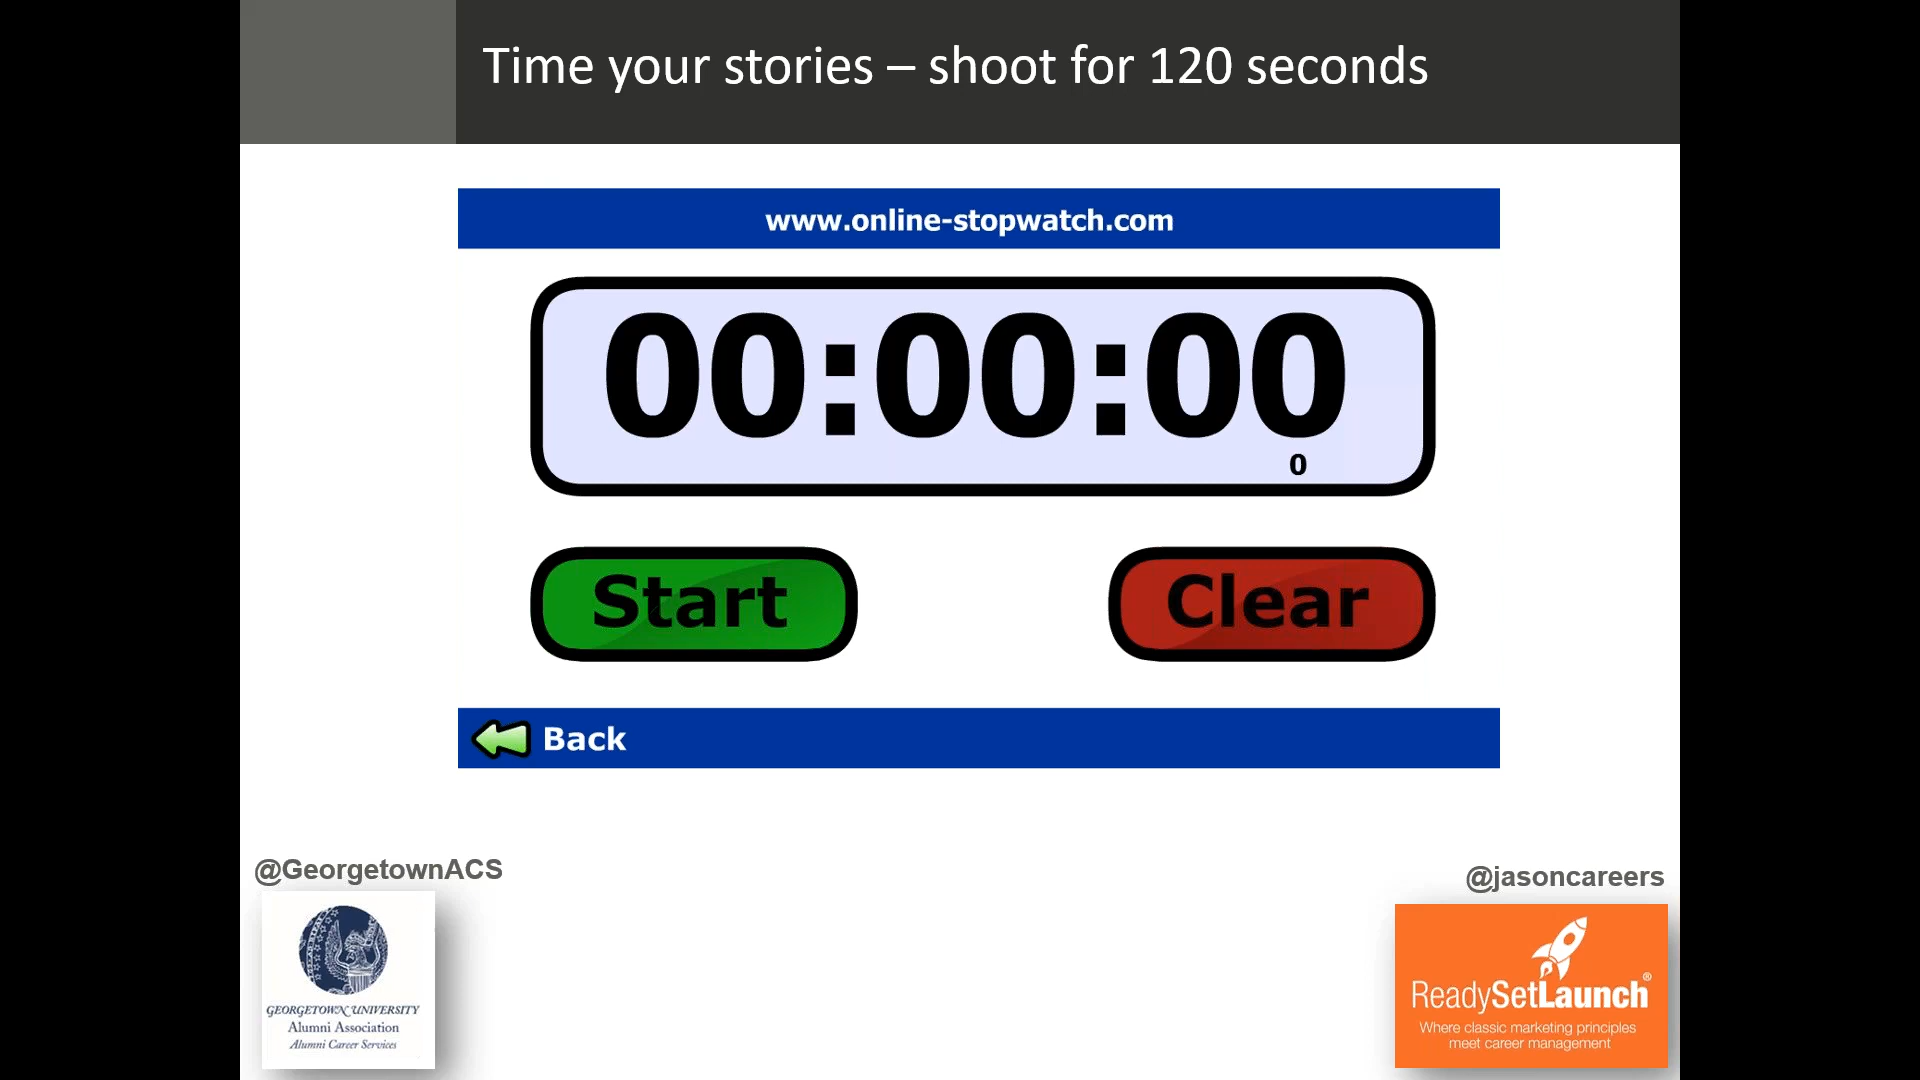 Time your stories – shoot for 120 seconds
www.online-stopwatch.com
00:00:00
0
Start
Clear
Back
@GeorgetownACS
@jasoncareers
GEORGETOWN UNIVERSITY
Alumni Association
Alumni Career Services
ReadySetLaunch®
Where classic marketing principles
meet career management